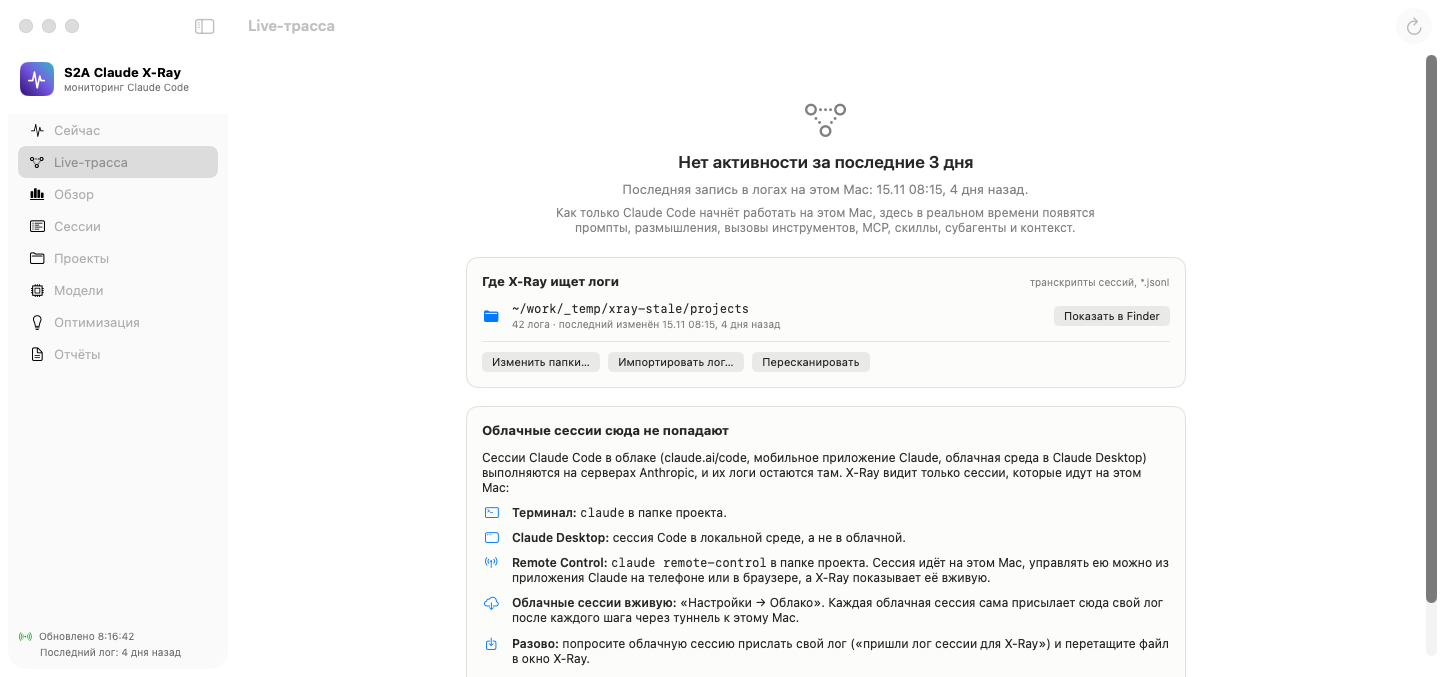 Live-трасса
S2A Claude X-Ray
мониторинг Claude Code
Сейчас
Live-трасса
Обзор
Сессии
Проекты
Модели
Оптимизация
Отчёты
Обновлено 8:16:42
Последний лог: 4 дня назад
Нет активности за последние 3 дня
Последняя запись в логах на этом Mac: 15.11 08:15, 4 дня назад.
Как только Claude Code начнёт работать на этом Mac, здесь в реальном времени появятся
промпты, размышления, вызовы инструментов, MCP, скиллы, субагенты и контекст.
Где X-Ray ищет логи
транскрипты сессий, *.jsonl
~/work/_temp/xray-stale/projects
42 лога · последний изменён 15.11 08:15, 4 дня назад
Показать в Finder
Изменить папки...
Импортировать лог...
Пересканировать
Облачные сессии сюда не попадают
Сессии Claude Code в облаке (claude.ai/code, мобильное приложение Claude, облачная среда в Claude Desktop)
выполняются на серверах Anthropic, и их логи остаются там. X-Ray видит только сессии, которые идут на этом
Mac:
Терминал: claude в папке проекта.
Claude Desktop: сессия Code в локальной среде, а не в облачной.
Remote Control: claude remote-control в папке проекта. Сессия идёт на этом Mac, управлять ею можно из
приложения Claude на телефоне или в браузере, а X-Ray показывает её вживую.
Облачные сессии вживую: «Настройки → Облако». Каждая облачная сессия сама присылает сюда свой лог
после каждого шага через туннель к этому Mac.
Разово: попросите облачную сессию прислать свой лог («пришли лог сессии для X-Ray») и перетащите файл
в окно X-Ray.